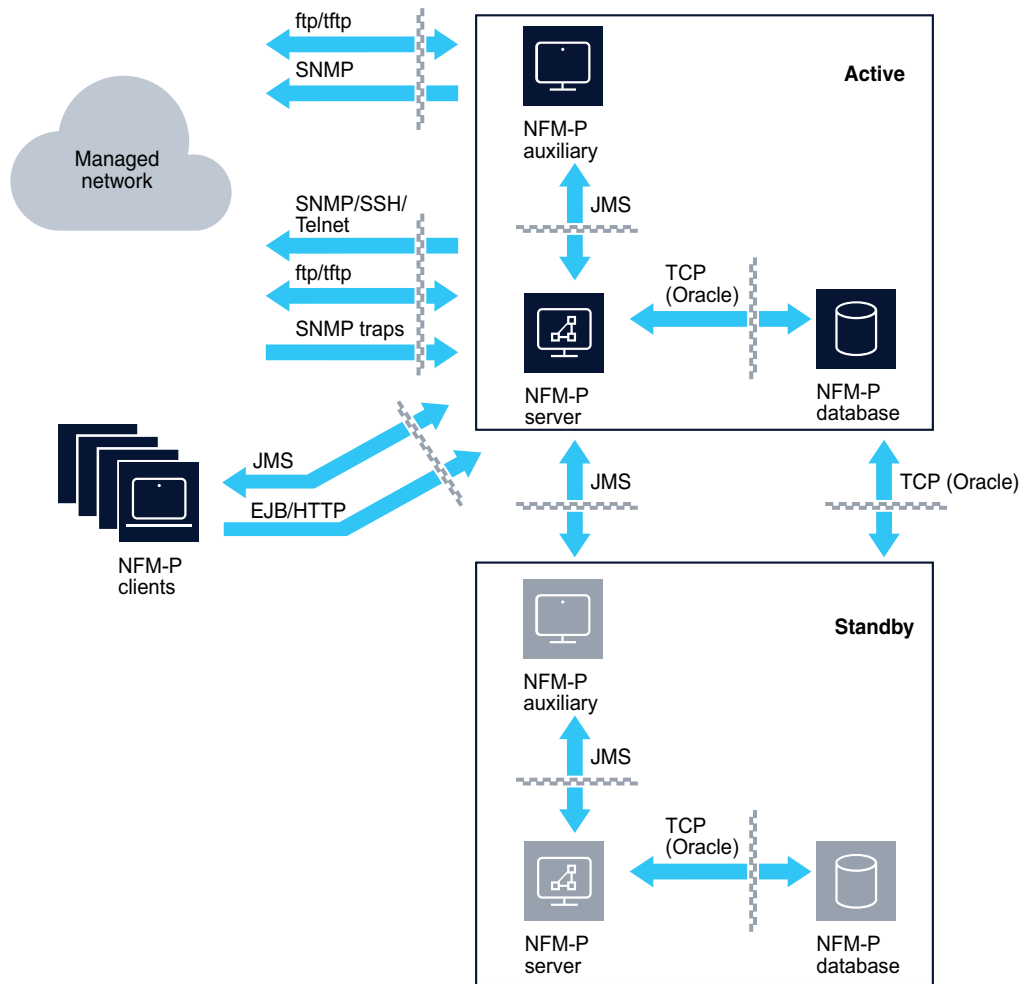 ftp/tftp
SNMP
Active
NFM-P
auxiliary
Managed
network
SNMP/SSH/
Telnet
JMS
ftp/tftp
TCP
(Oracle)
SNMP traps
NFM-P
server
NFM-P
database
JMS
EJB/HTTP
NFM-P
clients
JMS
TCP (Oracle)
Standby
NFM-P
auxiliary
JMS
TCP
(Oracle)
NFM-P
server
NFM-P
database